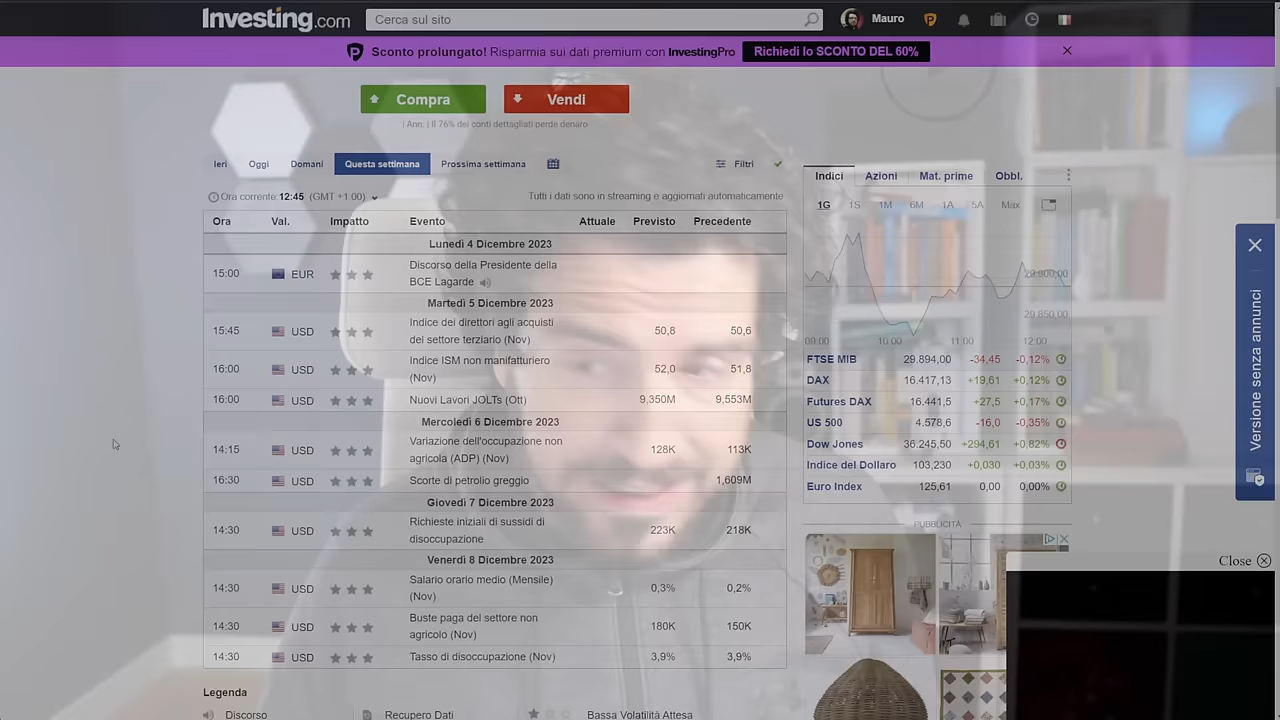 Investing.com
Cerca sul sito
Mauro
Sconto prolungato! Risparmia sui dati premium con InvestingPro
Richiedi lo SCONTO DEL 60%
Compra
Vendi
| Ann. | Il 76% dei conti dettagliati perde denaro
Ieri Oggi Domani Questa settimana Prossima settimana Filtri
Ora corrente: 12:45 (GMT +1:00)
Tutti i dati sono in streaming e aggiornati automaticamente
Ora Val. Impatto Evento Attuale Previsto Precedente
Lunedì 4 Dicembre 2023
15:00 EUR Discorso della Presidente della
BCE Lagarde
Martedì 5 Dicembre 2023
15:45 USD Indice dei direttori agli acquisti
del settore terziario (Nov) 50,8 50,6
16:00 USD Indice ISM non manifatturiero
(Nov) 52,0 51,8
16:00 USD Nuovi Lavori JOLTs (Ott) 9,350M 9,553M
Mercoledì 6 Dicembre 2023
14:15 USD Variazione dell'occupazione non
agricola (ADP) (Nov) 128K 113K
16:30 USD Scorte di petrolio greggio 1,609M
Giovedì 7 Dicembre 2023
14:30 USD Richieste iniziali di sussidi di
disoccupazione 223K 218K
Venerdì 8 Dicembre 2023
14:30 USD Salario orario medio (Mensile)
(Nov) 0,3% 0,2%
14:30 USD Buste paga del settore non
agricolo (Nov) 180K 150K
14:30 USD Tasso di disoccupazione (Nov) 3,9% 3,9%
Legenda
Discorso Recupero Dati Bassa Volatilità Attesa
Indici Azioni Mat. prime Obbl.
1G 1S 1M 6M 1A 5A Max
29.900,00
29.850,00
09:00 10:00 11:00 12:00
FTSE MIB 29.894,00 -34,45 -0,12%
DAX 16.417,13 +19,61 +0,12%
Futures DAX 16.441,5 +27,5 +0,17%
US 500 4.578,6 -16,0 -0,35%
Dow Jones 36.245,50 +294,61 +0,82%
Indice del Dollaro 103,230 +0,030 +0,03%
Euro Index 125,61 0,00 0,00%
PUBBLICITÀ
Close
Versione senza annunci